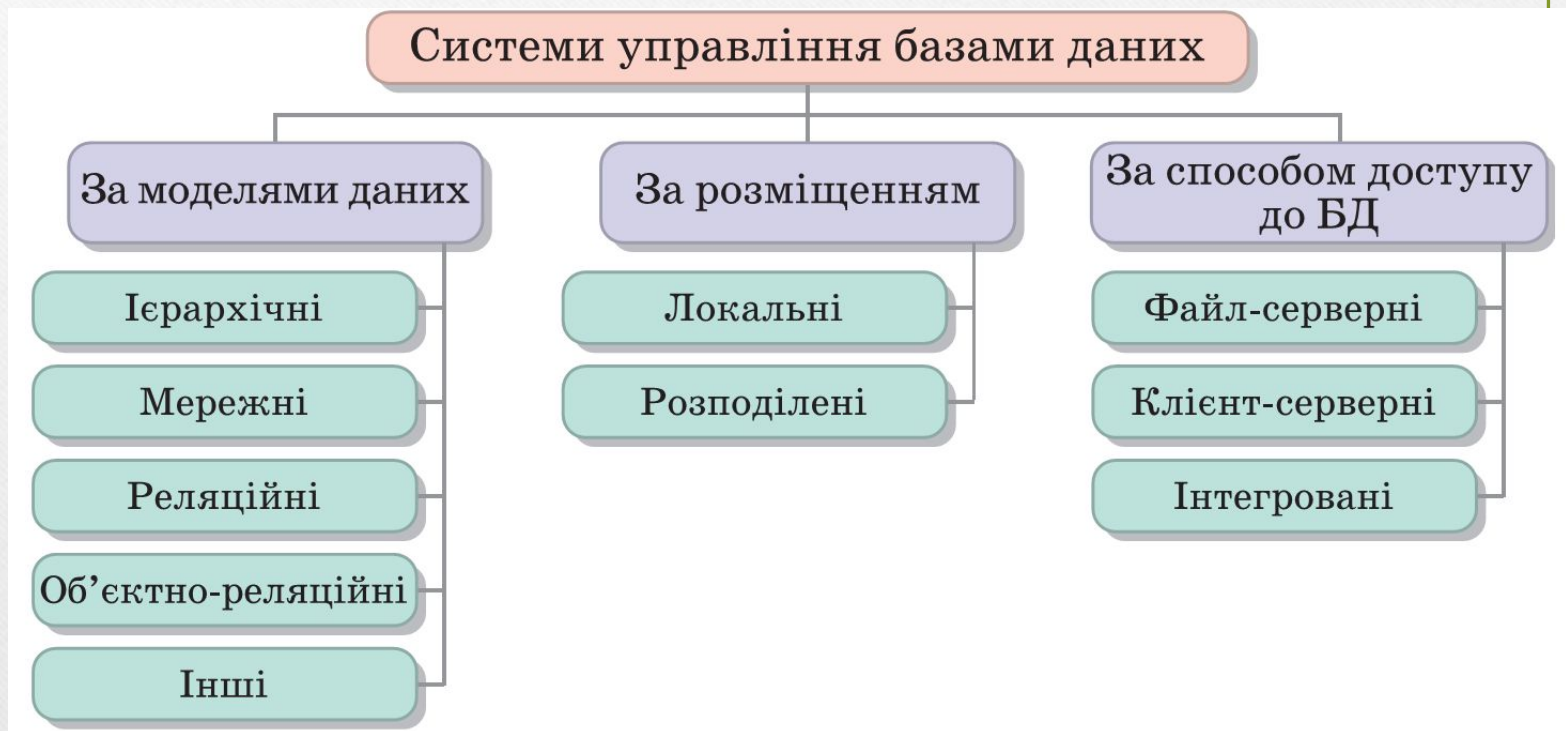 Системи управління базами даних
За моделями даних
Ієрархічні
Мережні
Реляційні
Об’єктно-реляційні
Інші
За розміщенням
Локальні
Розподілені
За способом доступу
до БД
Файл-серверні
Клієнт-серверні
Інтегровані